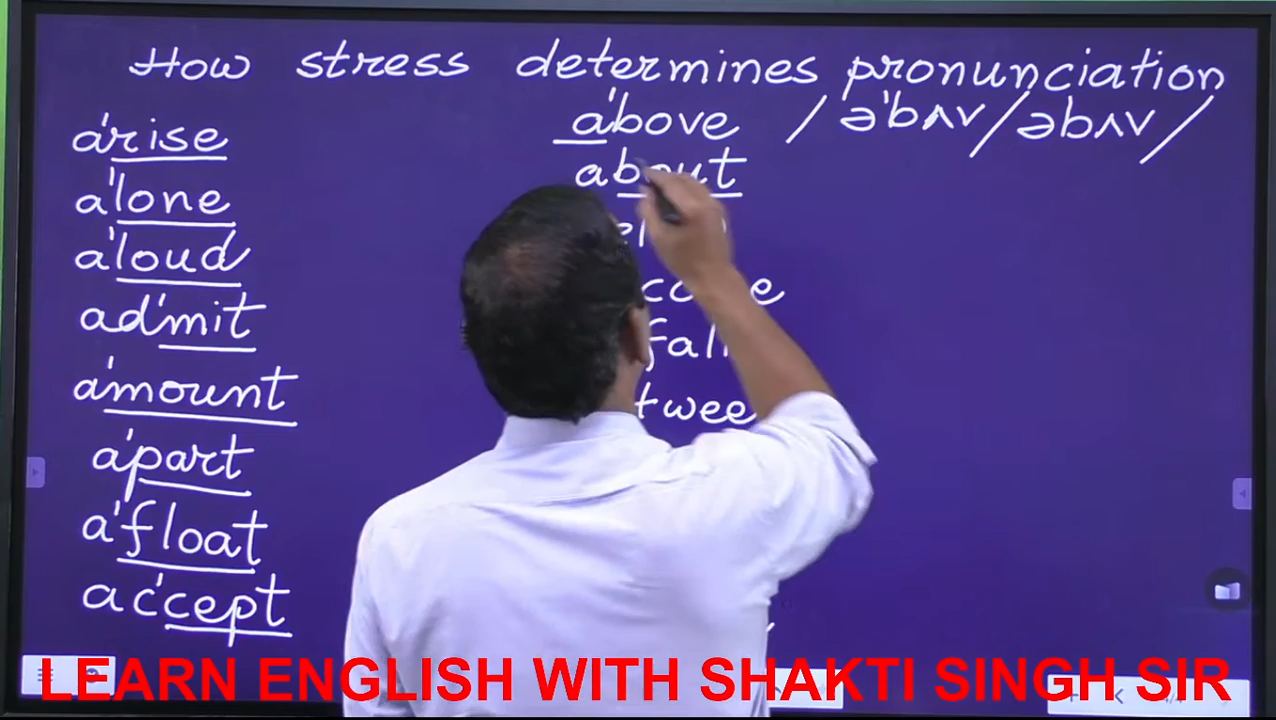 How stress determines pronunciation
a'rise
a'lone
a'loud
ad'mit
a'mount
a'part
a'float
ac'cept
a'bove /ə'bʌv/əbʌv/
about
LEARN ENGLISH WITH SHAKTI SINGH SIR